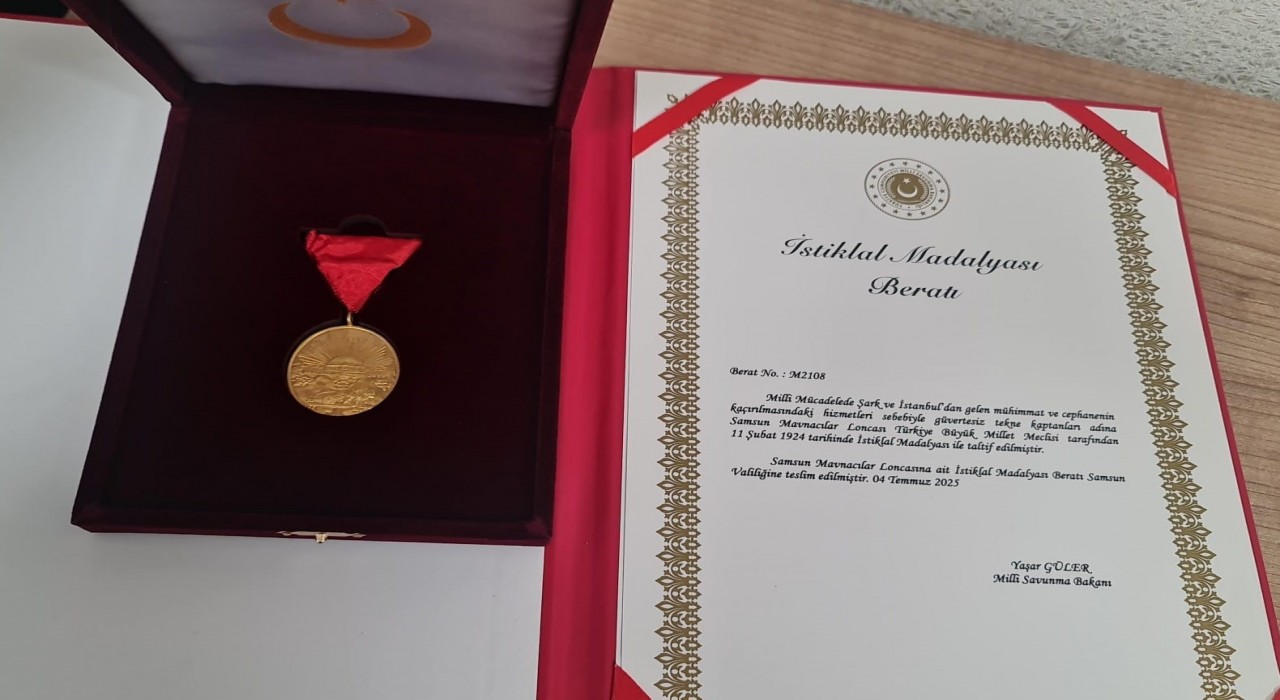 İstiklal Madalyası
Beratı
Berat No. : M2108
Milli Mücadelede Şark ve İstanbul'dan gelen mühimmat ve cephanenin
kaçırılmasındaki hizmetleri sebebiyle güvertesiz tekne kaptanları adına
Samsun Mavnacılar Loncası Türkiye Büyük Millet Meclisi tarafından
11 Şubat 1924 tarihinde İstiklal Madalyası ile taltif edilmiştir.
Samsun Mavnacılar Loncasına ait İstiklal Madalyası Beratı Samsun
Valiliğine teslim edilmiştir. 04 Temmuz 2025
Yaşar GÜLER
Milli Savunma Bakanı